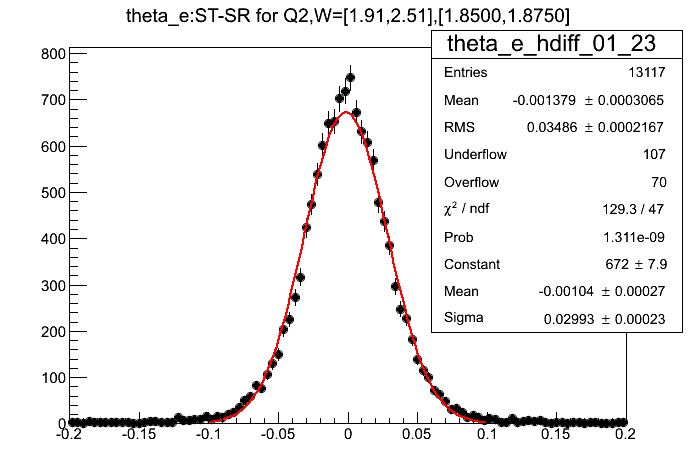 theta_e:ST-SR for Q2,W=[1.91,2.51],[1.8500,1.8750]
theta_e_hdiff_01_23
Entries 13117
Mean -0.001379 ± 0.0003065
RMS 0.03486 ± 0.0002167
Underflow 107
Overflow 70
χ² / ndf 129.3 / 47
Prob 1.311e-09
Constant 672 ± 7.9
Mean -0.00104 ± 0.00027
Sigma 0.02993 ± 0.00023
800
700
600
500
400
300
200
100
0
-0.2 -0.15 -0.1 -0.05 0 0.05 0.1 0.15 0.2